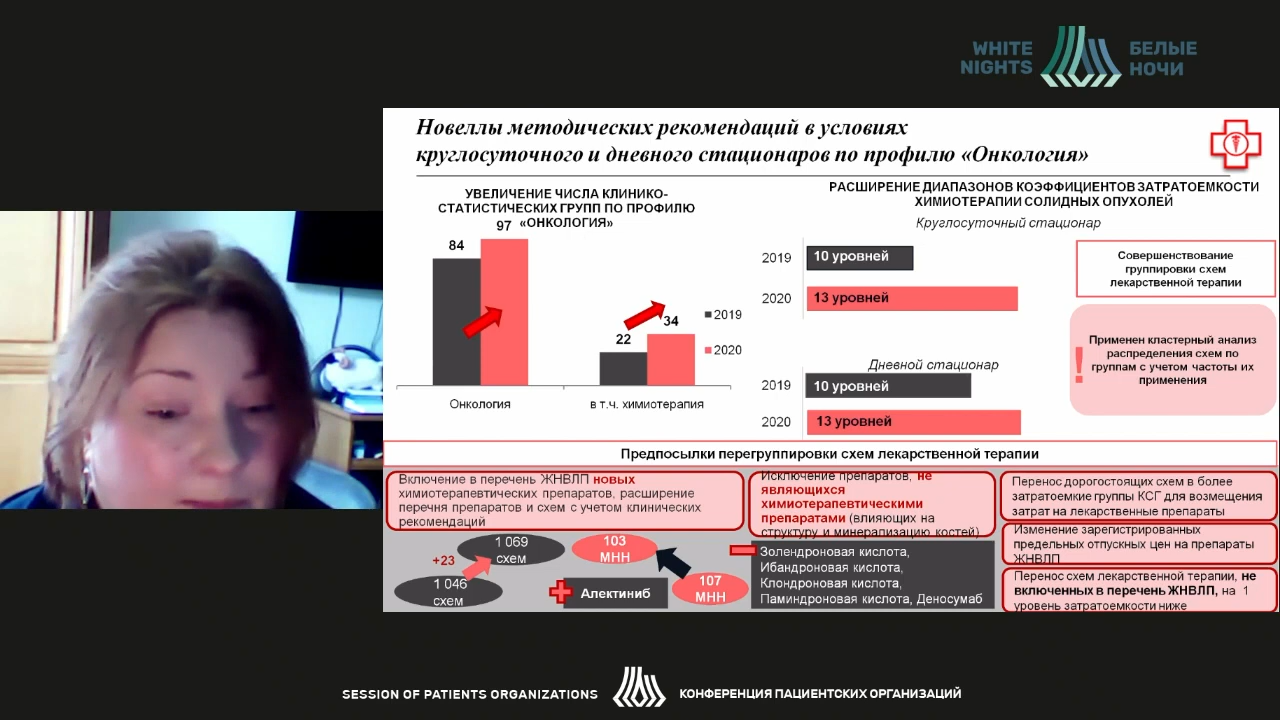 WHITE
NIGHTS
БЕЛЫЕ
НОЧИ
Новеллы методических рекомендаций в условиях
круглосуточного и дневного стационаров по профилю «Онкология»
УВЕЛИЧЕНИЕ ЧИСЛА КЛИНИКО-
СТАТИСТИЧЕСКИХ ГРУПП ПО ПРОФИЛЮ
«ОНКОЛОГИЯ»
84
97
22
34
2019
2020
Онкология
в т.ч. химиотерапия
РАСШИРЕНИЕ ДИАПАЗОНОВ КОЭФФИЦИЕНТОВ ЗАТРАТОЕМКОСТИ
ХИМИОТЕРАПИИ СОЛИДНЫХ ОПУХОЛЕЙ
Круглосуточный стационар
2019
10 уровней
2020
13 уровней
Дневной стационар
2019
10 уровней
2020
13 уровней
Совершенствование
группировки схем
лекарственной терапии
!
Применен кластерный анализ
распределения схем по
группам с учетом частоты их
применения
Предпосылки перегруппировки схем лекарственной терапии
Включение в перечень ЖНВЛП новых
химиотерапевтических препаратов, расширение
перечня препаратов и схем с учетом клинических
рекомендаций
+23
1 069
схем
1 046
схем
103
МНН
107
МНН
Алектиниб
Исключение препаратов, не
являющихся
химиотерапевтическими
препаратами (влияющих на
структуру и минерализацию костей)
Золендроновая кислота,
Ибандроновая кислота,
Клондроновая кислота,
Паминдроновая кислота, Деносумаб
Перенос дорогостоящих схем в более
затратоемкие группы КСГ для возмещения
затрат на лекарственные препараты
Изменение зарегистрированных
предельных отпускных цен на препараты
ЖНВЛП
Перенос схем лекарственной терапии, не
включенных в перечень ЖНВЛП, на 1
уровень затратоемкости ниже
SESSION OF PATIENTS ORGANIZATIONS
КОНФЕРЕНЦИЯ ПАЦИЕНТСКИХ ОРГАНИЗАЦИЙ